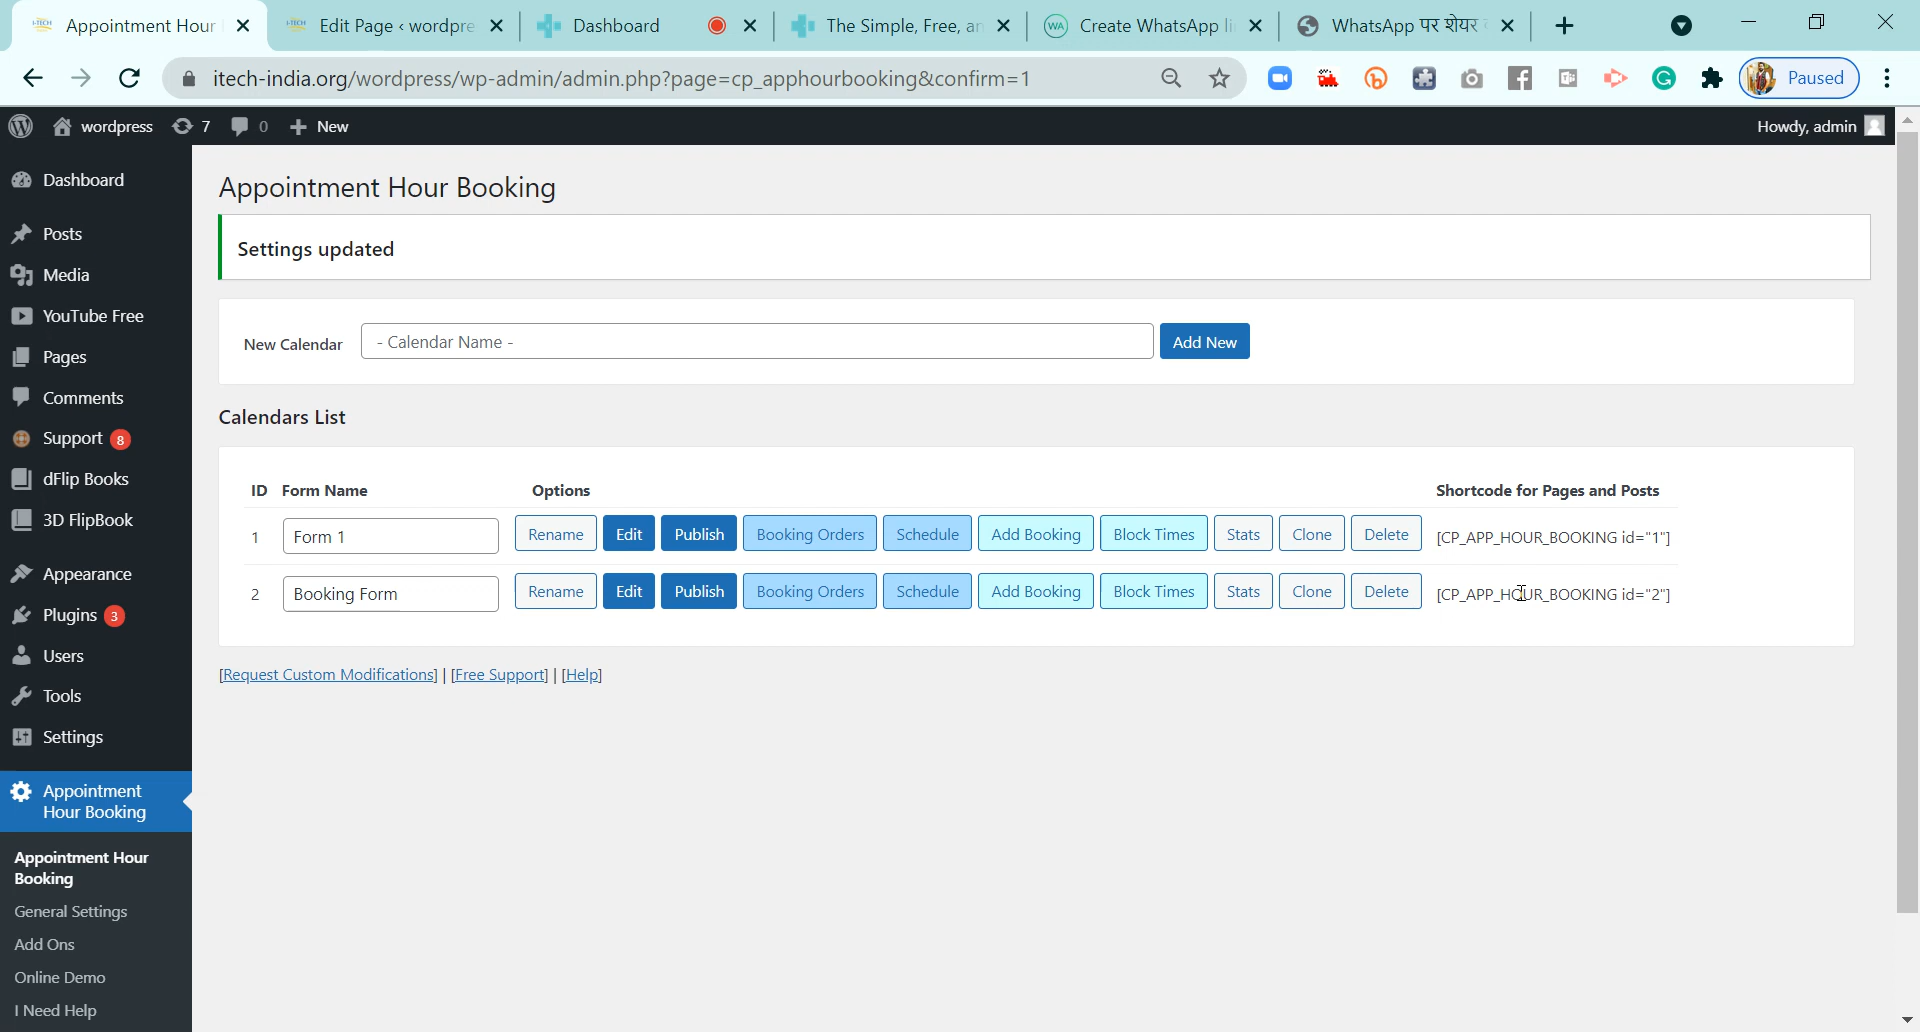 Appointment Hour
Edit Page ‹ wordpre
Dashboard
The Simple, Free, an
WA
Create WhatsApp li
WhatsApp पर शेयर
itech-india.org/wordpress/wp-admin/admin.php?page=cp_apphourbooking&confirm=1
Paused
wordpress
7
0
New
Howdy, admin
Dashboard
Posts
Media
YouTube Free
Pages
Comments
Support 8
dFlip Books
3D FlipBook
Appearance
Plugins 3
Users
Tools
Settings
Appointment
Hour Booking
Appointment Hour
Booking
General Settings
Add Ons
Online Demo
I Need Help
Appointment Hour Booking
Settings updated
New Calendar
- Calendar Name -
Add New
Calendars List
ID Form Name Options Shortcode for Pages and Posts
1 Form 1 Rename Edit Publish Booking Orders Schedule Add Booking Block Times Stats Clone Delete [CP_APP_HOUR_BOOKING id="1"]
2 Booking Form Rename Edit Publish Booking Orders Schedule Add Booking Block Times Stats Clone Delete [CP_APP_HOUR_BOOKING id="2"]
[Request Custom Modifications] | [Free Support] | [Help]